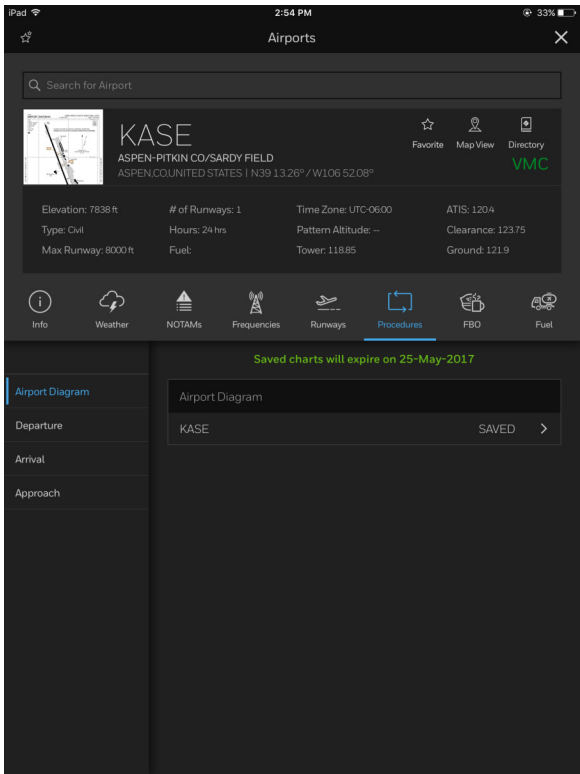 iPad 2:54 PM 33%
Airports
Search for Airport
KASE
ASPEN-PITKIN CO/SARDY FIELD
ASPEN,CO,UNITED STATES | N39 13.26° / W106 52.08°
Favorite Map View Directory
VMC
Elevation: 7838 ft # of Runways: 1 Time Zone: UTC-06:00 ATIS: 120.4
Type: Civil Hours: 24 hrs Pattern Altitude: -- Clearance: 123.75
Max Runway: 8000 ft Fuel: Tower: 118.85 Ground: 121.9
Info Weather NOTAMs Frequencies Runways Procedures FBO Fuel
Saved charts will expire on 25-May-2017
Airport Diagram
Departure
Arrival
Approach
Airport Diagram
KASE SAVED